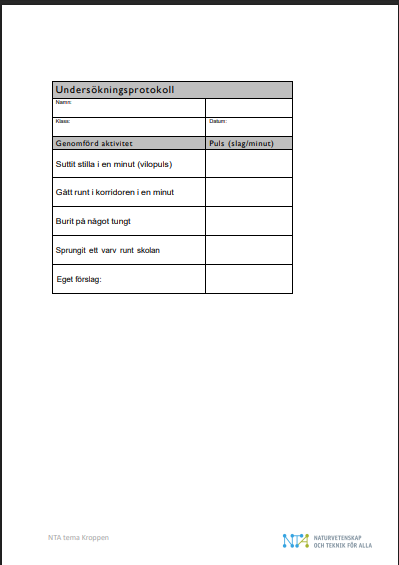 Undersökningsprotokoll
Namn:
Klass: Datum:
Genomförd aktivitet Puls (slag/minut)
Suttit stilla i en minut (vilopuls)
Gått runt i korridoren i en minut
Burit på något tungt
Sprungit ett varv runt skolan
Eget förslag:
NTA tema Kroppen
NTA NATURVETENSKAP
OCH TEKNIK FÖR ALLA